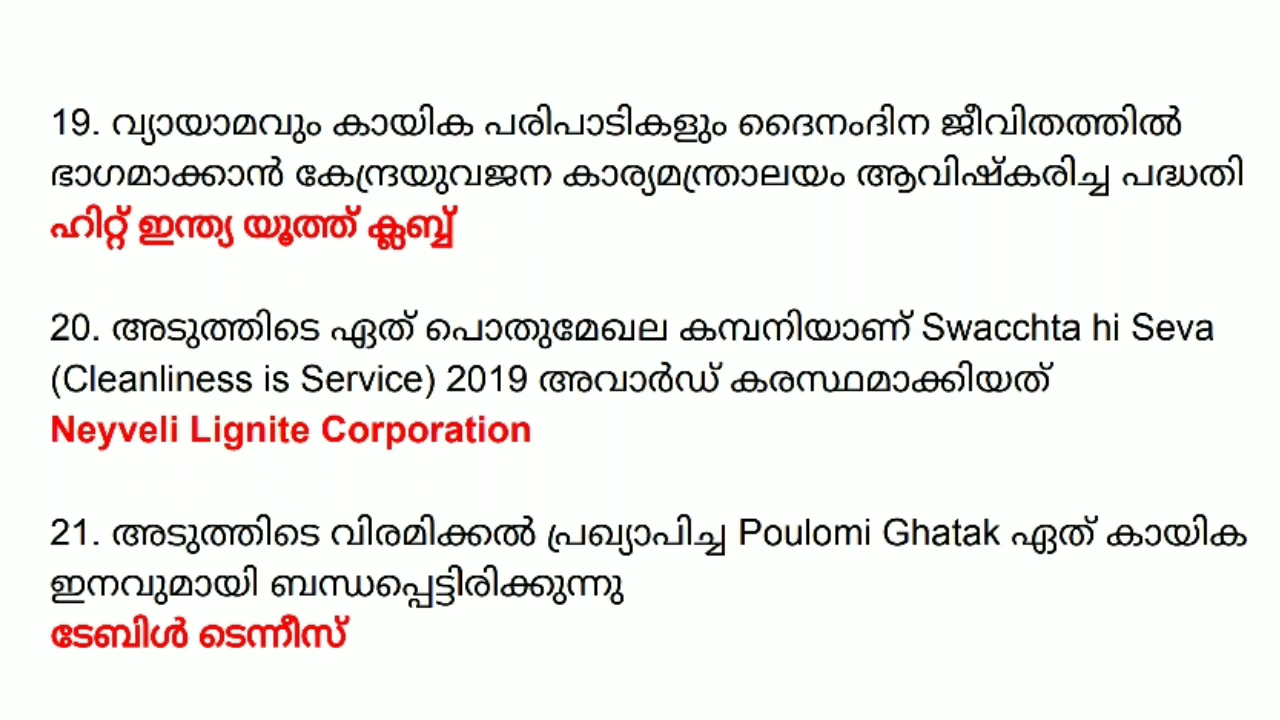 19. വ്യായാമവും കായിക പരിപാടികളും ദൈനംദിന ജീവിതത്തിൽ
ഭാഗമാക്കാൻ കേന്ദ്രയുവജന കാര്യമന്ത്രാലയം ആവിഷ്കരിച്ച പദ്ധതി
ഹിറ്റ് ഇന്ത്യ യൂത്ത് ക്ലബ്ബ്
20. അടുത്തിടെ ഏത് പൊതുമേഖല കമ്പനിയാണ് Swacchta hi Seva
(Cleanliness is Service) 2019 അവാർഡ് കരസ്ഥമാക്കിയത്
Neyveli Lignite Corporation
21. അടുത്തിടെ വിരമിക്കൽ പ്രഖ്യാപിച്ച Poulomi Ghatak ഏത് കായിക
ഇനവുമായി ബന്ധപ്പെട്ടിരിക്കുന്നു
ടേബിൾ ടെന്നീസ്